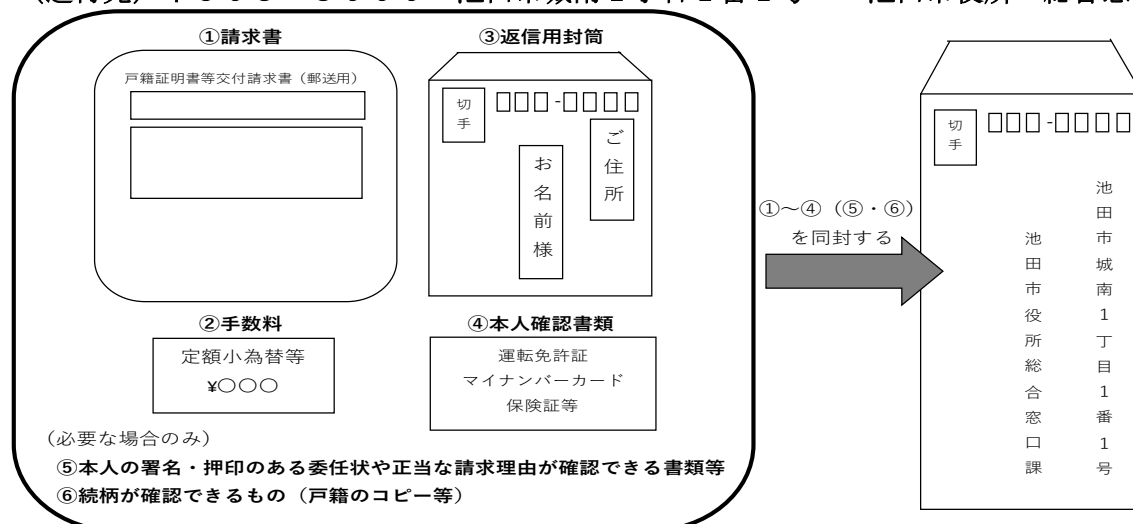 ①請求書
戸籍証明書等交付請求書（郵送用）
②手数料
定額小為替等
¥〇〇〇
③返信用封筒
切手
□□□-□□□□
ご住所
お名前様
④本人確認書類
運転免許証
マイナンバーカード
保険証等
（必要な場合のみ）
⑤本人の署名・押印のある委任状や正当な請求理由が確認できる書類等
⑥続柄が確認できるもの（戸籍のコピー等）
①～④（⑤・⑥）
を同封する
切手
□□□-□□□□
池田市城南1丁目1番1号
池田市役所総合窓口課